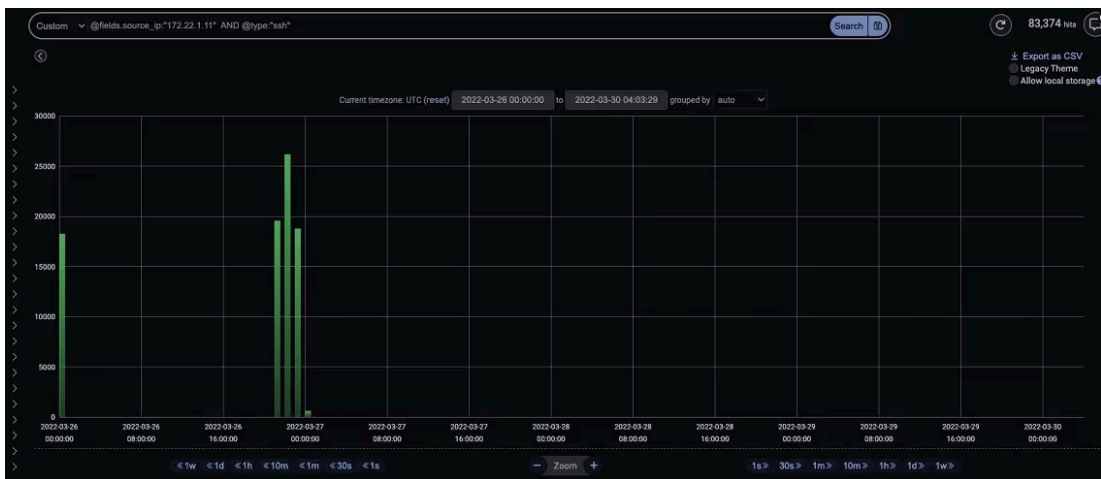 Custom @fields.source_ip:"172.22.1.11" AND @type:"ssh" Search 83,374 hits
Export as CSV
Legacy Theme
Allow local storage
Current timezone: UTC (reset) 2022-03-26 00:00:00 to 2022-03-30 04:03:29 grouped by auto
30000
25000
20000
15000
10000
5000
0
2022-03-26 2022-03-26 2022-03-26 2022-03-27 2022-03-27 2022-03-27 2022-03-28 2022-03-28 2022-03-28 2022-03-29 2022-03-29 2022-03-29 2022-03-30
00:00:00 08:00:00 16:00:00 00:00:00 08:00:00 16:00:00 00:00:00 08:00:00 16:00:00 00:00:00 08:00:00 16:00:00 00:00:00
«1w «1d «1h «10m «1m «30s «1s − Zoom + 1s» 30s» 1m» 10m» 1h» 1d» 1w»